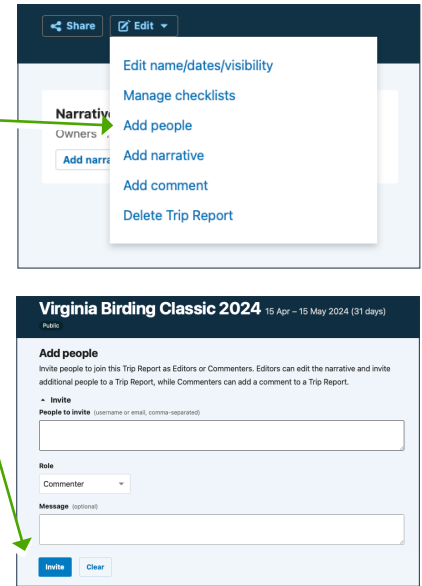 Share Edit
Edit name/dates/visibility
Manage checklists
Add people
Add narrative
Add comment
Delete Trip Report
Narrativ
Owners
Add narra
Virginia Birding Classic 2024 15 Apr – 15 May 2024 (31 days)
Public
Add people
Invite people to join this Trip Report as Editors or Commenters. Editors can edit the narrative and invite
additional people to a Trip Report, while Commenters can add a comment to a Trip Report.
Invite
People to invite (username or email, comma-separated)
Role
Commenter
Message (optional)
Invite Clear